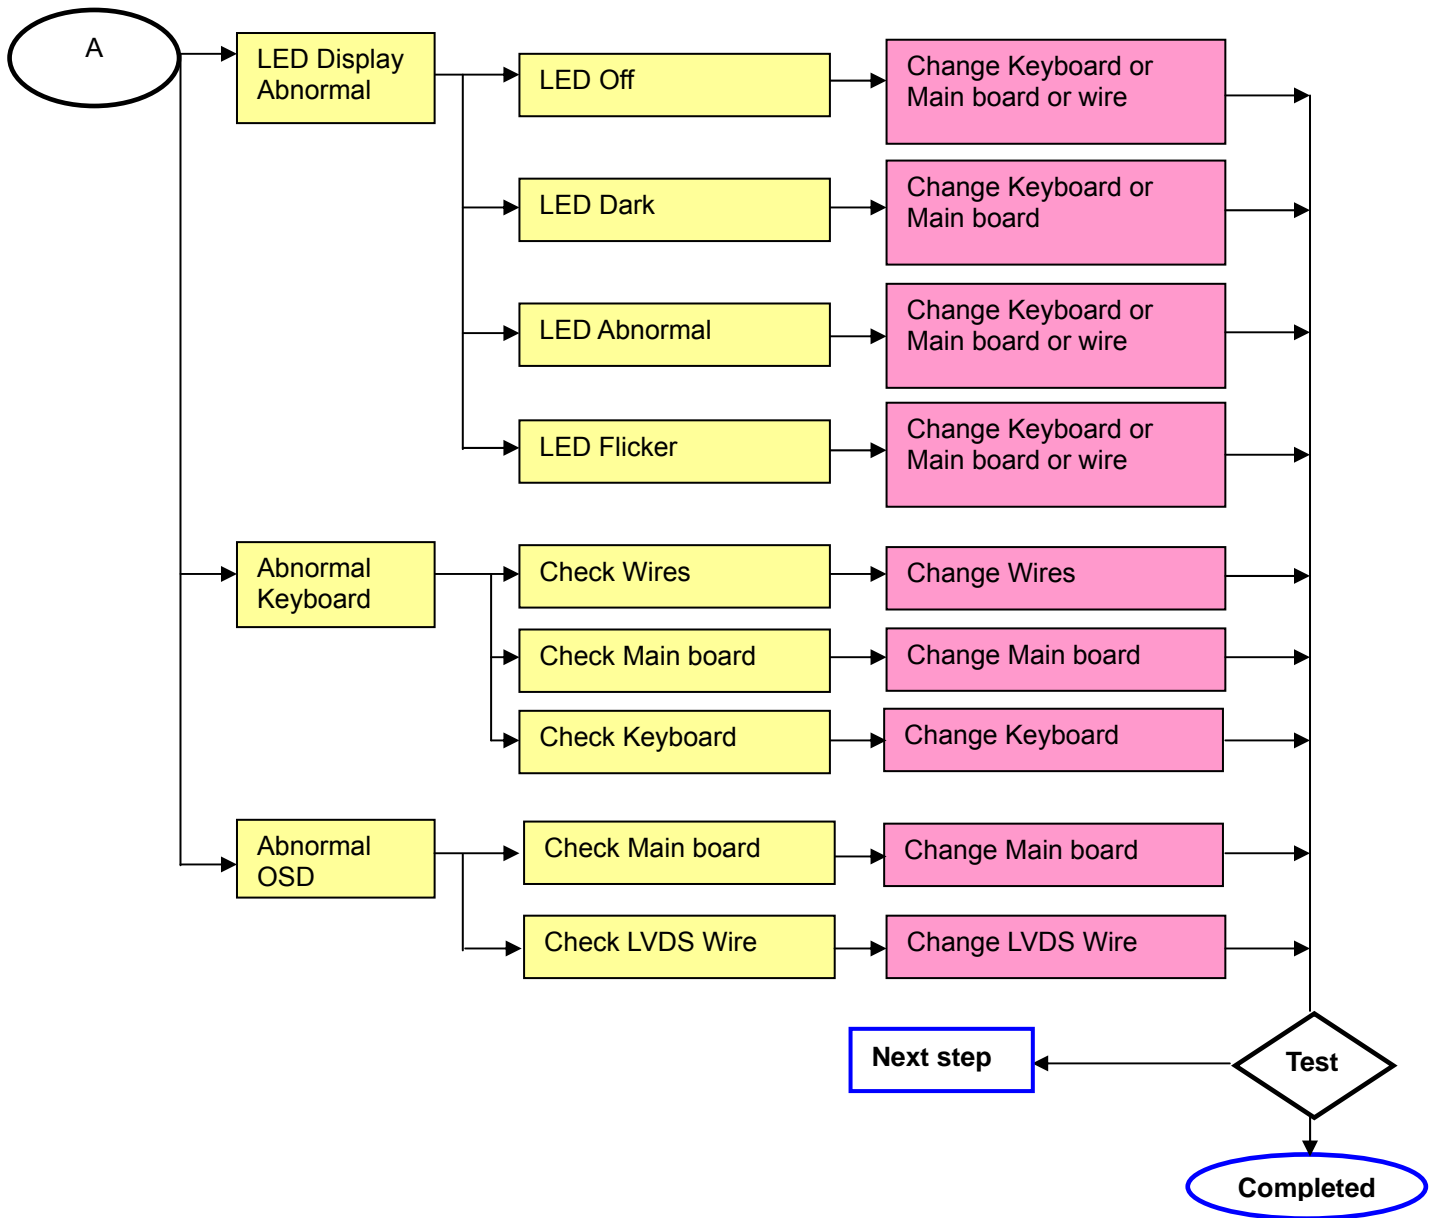 A
LED Display
Abnormal
LED Off
Change Keyboard or
Main board or wire
LED Dark
Change Keyboard or
Main board
LED Abnormal
Change Keyboard or
Main board or wire
LED Flicker
Change Keyboard or
Main board or wire
Abnormal
Keyboard
Check Wires
Change Wires
Check Main board
Change Main board
Check Keyboard
Change Keyboard
Abnormal
OSD
Check Main board
Change Main board
Check LVDS Wire
Change LVDS Wire
Next step
Test
Completed